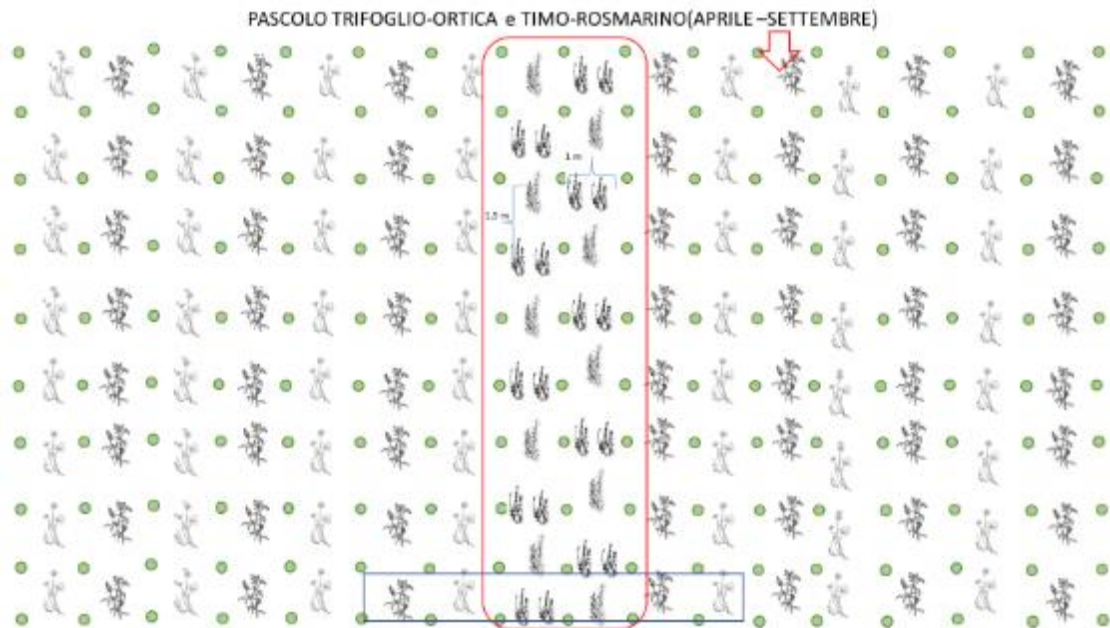 PASCOLO TRIFOGLIO-ORTICA e TIMO-ROSMARINO(APRILE –SETTEMBRE)
1 m
1.5 m